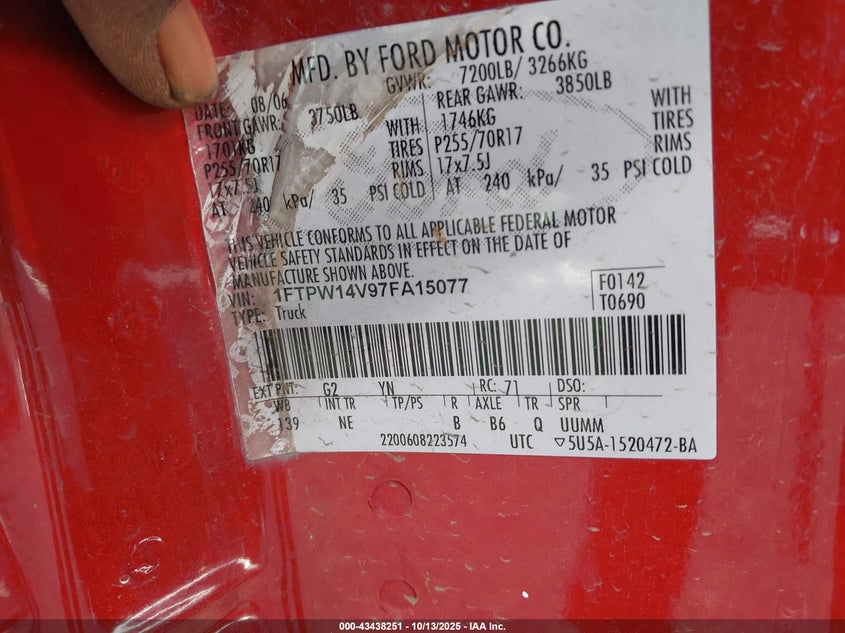 MFD. BY FORD MOTOR CO.
DATE: 08/06 GVWR: 7200LB/ 3266KG
FRONT GAWR: 3750LB REAR GAWR: 3850LB
1701KG WITH 1746KG WITH
P255/70R17 TIRES P255/70R17 TIRES
17x7.5J RIMS 17x7.5J RIMS
AT 240 kPa/ 35 PSI COLD AT 240 kPa/ 35 PSI COLD
THIS VEHICLE CONFORMS TO ALL APPLICABLE FEDERAL MOTOR
VEHICLE SAFETY STANDARDS IN EFFECT ON THE DATE OF
MANUFACTURE SHOWN ABOVE.
VIN: 1FTPW14V97FA15077 F0142
TYPE: Truck T0690
EXT PNT: G2 YN RC: 71 DSO:
WB INT TR TP/PS R AXLE TR SPR
139 NE B B6 Q UUMM
2200608223574 UTC ▽5U5A-1520472-BA
000-43438251 - 10/13/2025 - IAA Inc.